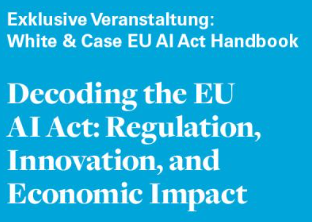 Exklusive Veranstaltung:
White & Case EU AI Act Handbook
Decoding the EU
AI Act: Regulation,
Innovation, and
Economic Impact